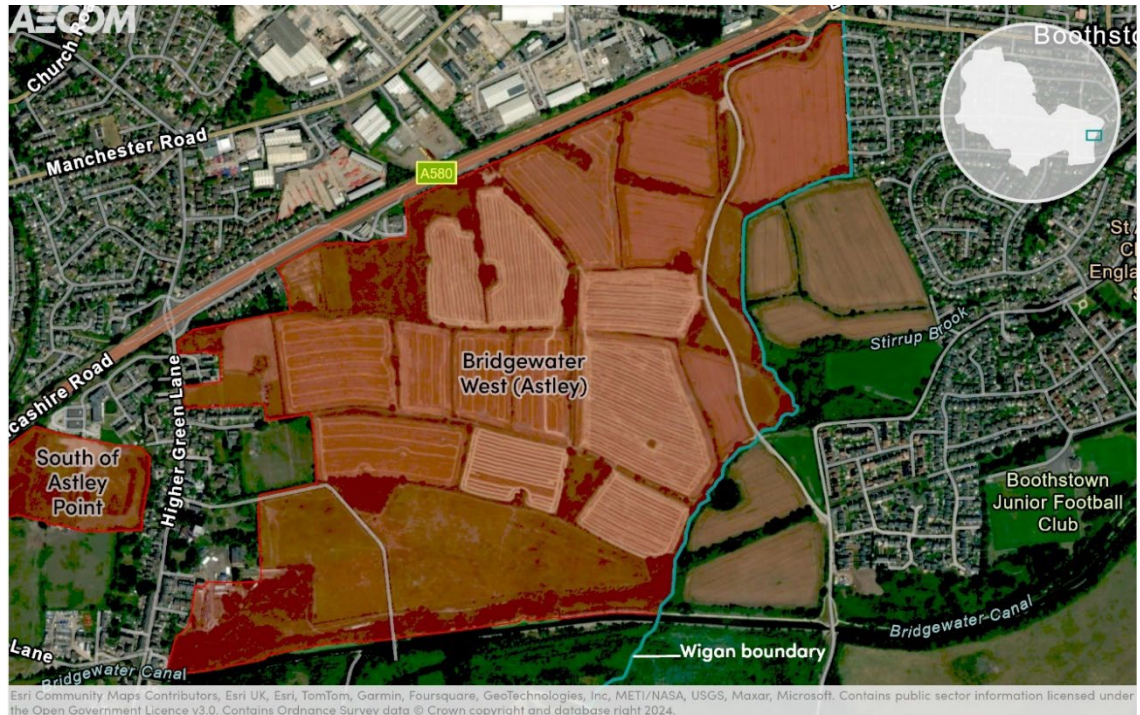 AECOM
Boothsto
Church Ro
Manchester Road
A580
St A
C
Engla
Stirrup Brook
Bridgewater
West (Astley)
ncashire Road
Higher Green Lane
South of
Astley
Point
Boothstown
Junior Football
Club
Lane
Bridgewater Canal
Bridgewater Canal
Wigan boundary
Esri Community Maps Contributors, Esri UK, Esri, TomTom, Garmin, Foursquare, GeoTechnologies, Inc, METI/NASA, USGS, Maxar, Microsoft. Contains public sector information licensed under
the Open Government Licence v3.0. Contains Ordnance Survey data © Crown copyright and database right 2024.